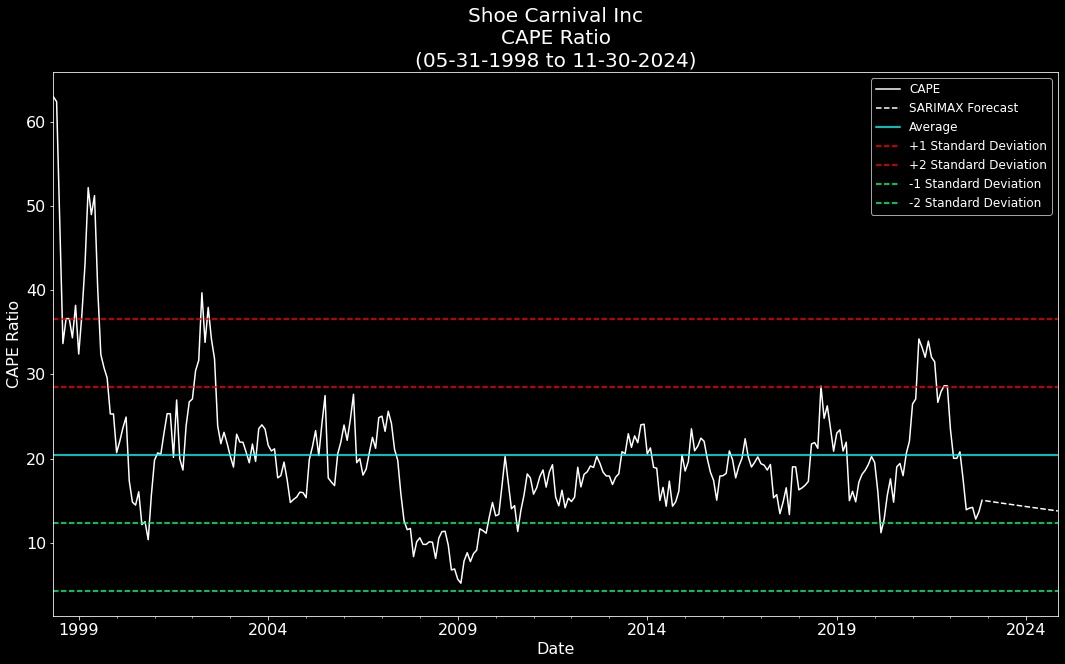 Shoe Carnival Inc
CAPE Ratio
(05-31-1998 to 11-30-2024)
CAPE
SARIMAX Forecast
Average
+1 Standard Deviation
+2 Standard Deviation
-1 Standard Deviation
-2 Standard Deviation
CAPE Ratio
60
50
40
30
20
10
1999 2004 2009 2014 2019 2024
Date